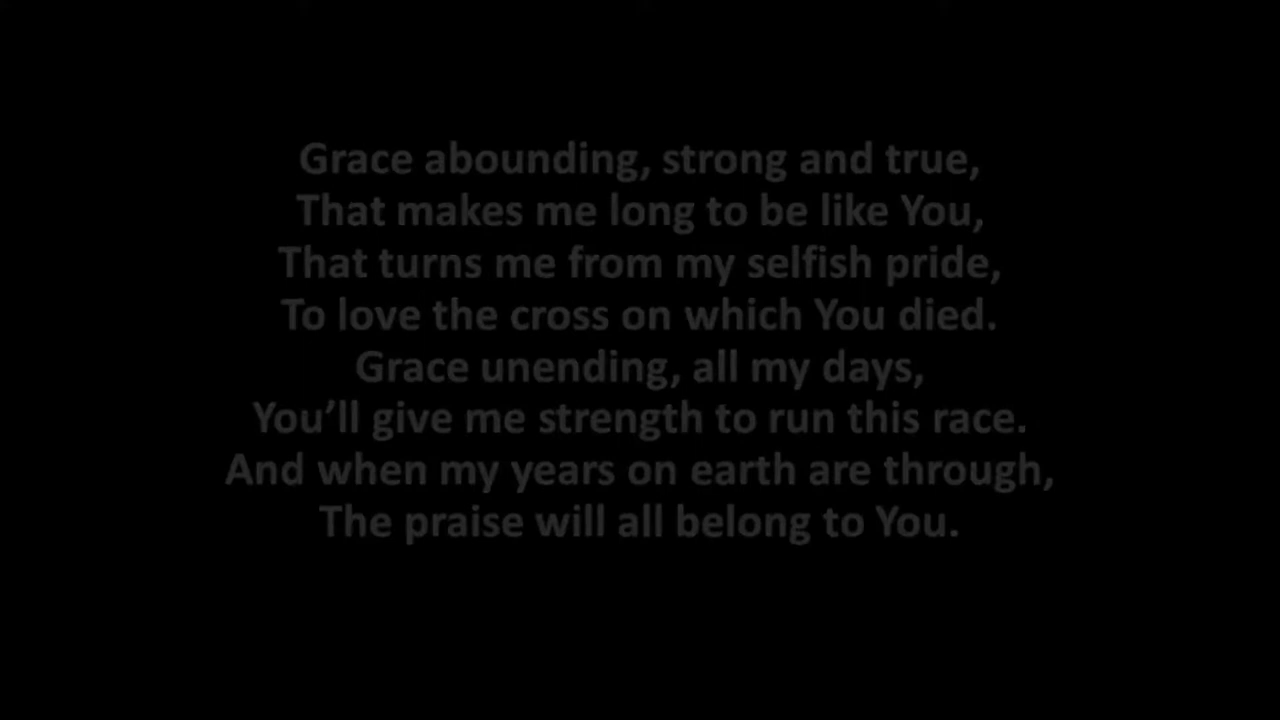 Grace abounding, strong and true,
That makes me long to be like You,
That turns me from my selfish pride,
To love the cross on which You died.
Grace unending, all my days,
You’ll give me strength to run this race.
And when my years on earth are through,
The praise will all belong to You.